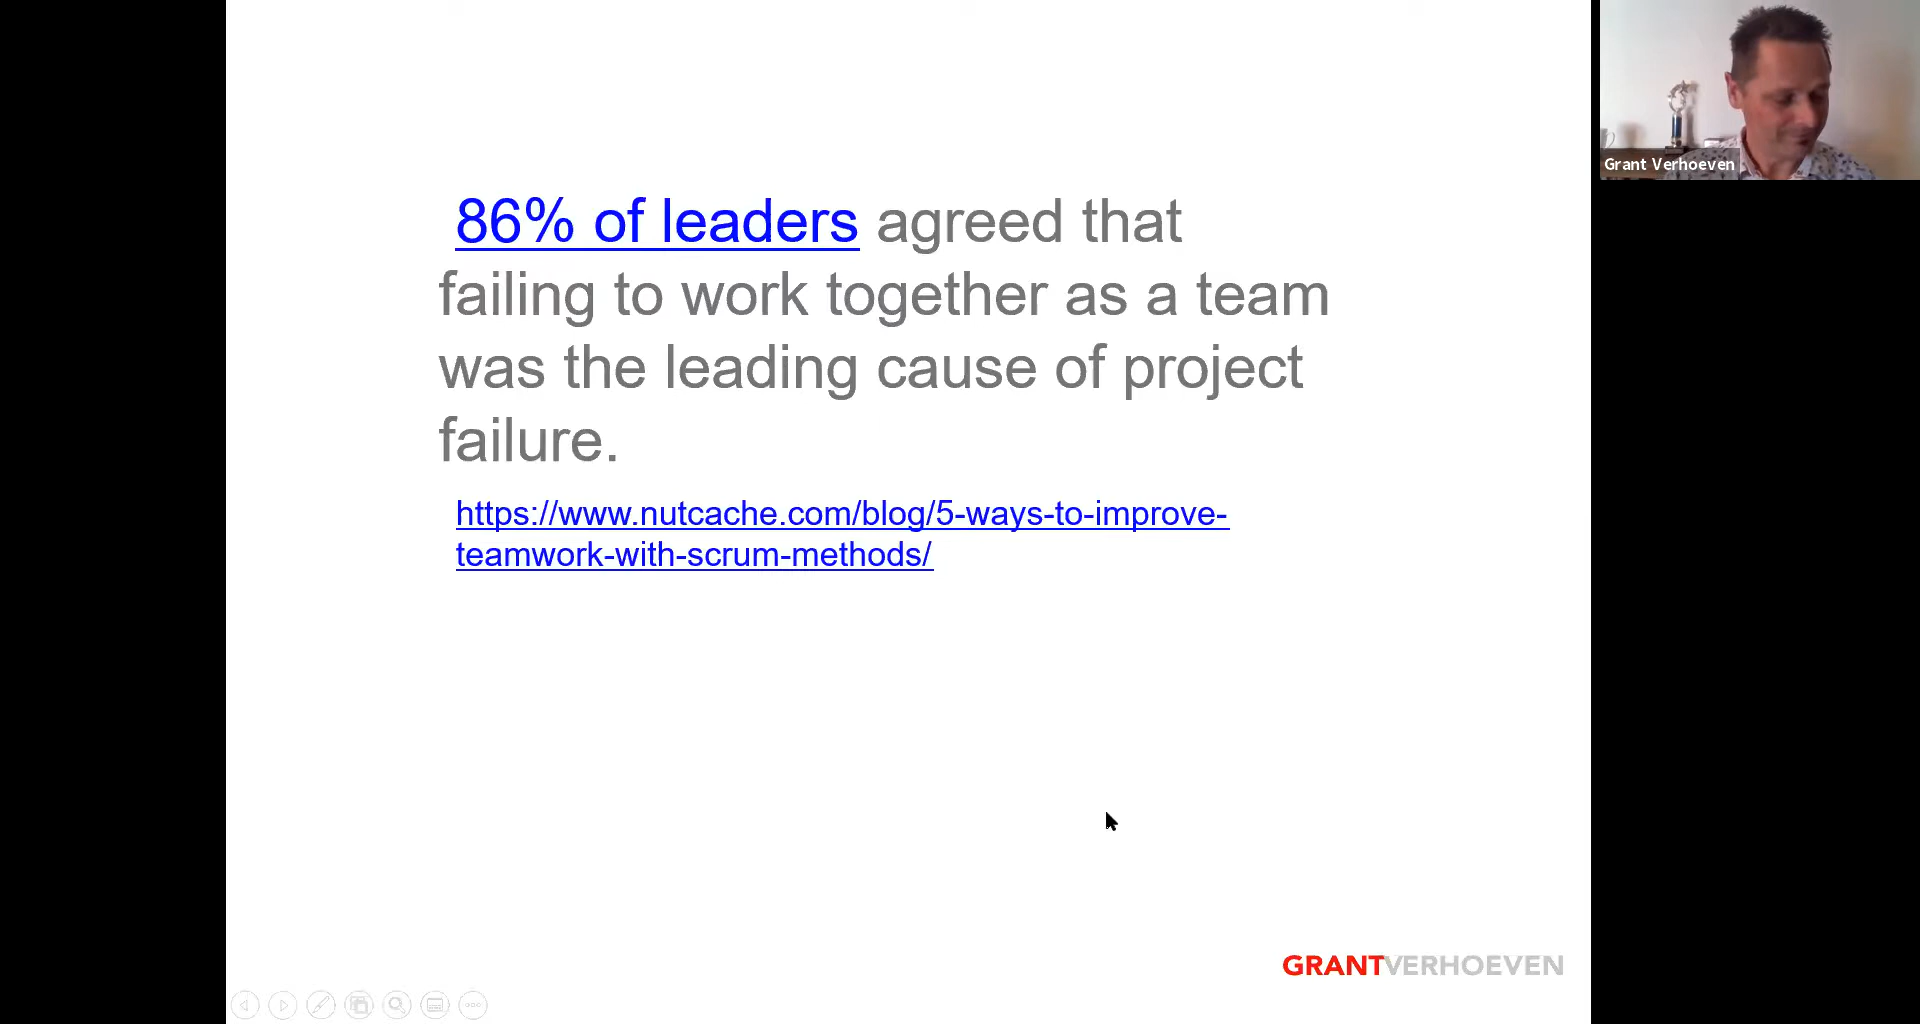 86% of leaders agreed that
failing to work together as a team
was the leading cause of project
failure.
https://www.nutcache.com/blog/5-ways-to-improve-
teamwork-with-scrum-methods/
Grant Verhoeven
GRANTVERHOEVEN